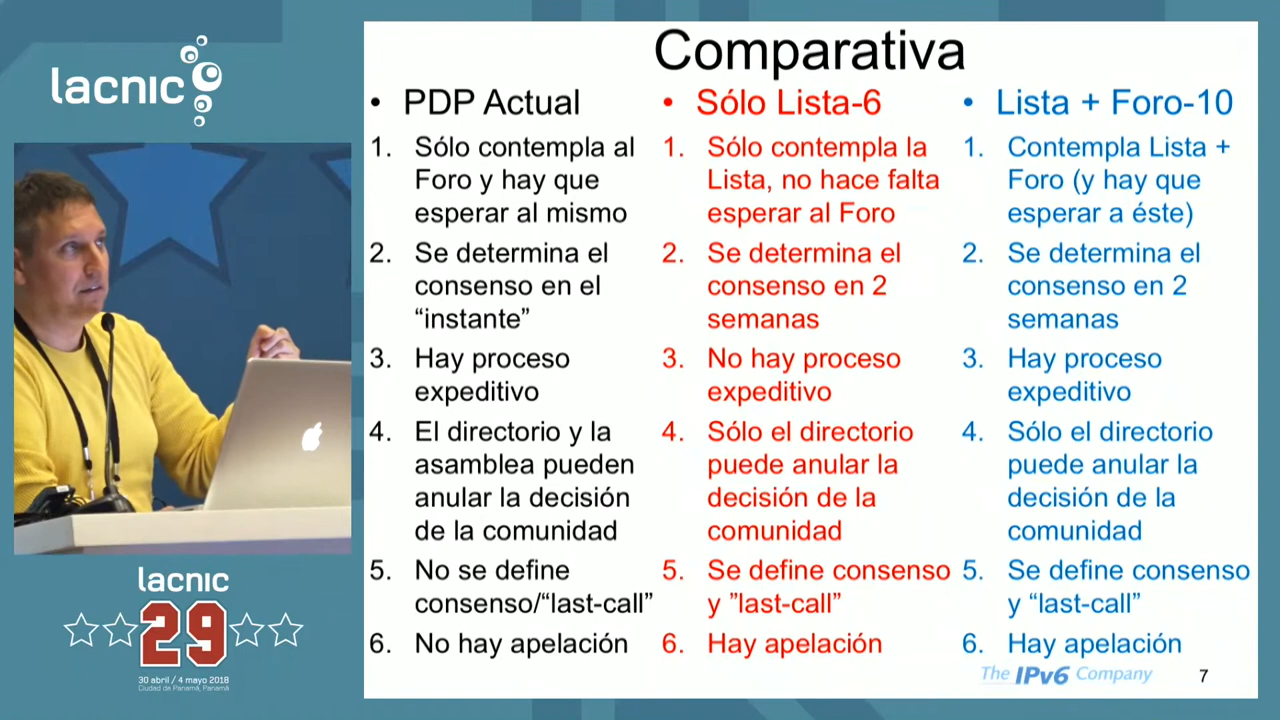 lacnic
Comparativa
• PDP Actual
1. Sólo contempla al
Foro y hay que
esperar al mismo
2. Se determina el
consenso en el
“instante”
3. Hay proceso
expeditivo
4. El directorio y la
asamblea pueden
anular la decisión
de la comunidad
5. No se define
consenso/“last-call”
6. No hay apelación
• Sólo Lista-6
1. Sólo contempla la
Lista, no hace falta
esperar al Foro
2. Se determina el
consenso en 2
semanas
3. No hay proceso
expeditivo
4. Sólo el directorio
puede anular la
decisión de la
comunidad
5. Se define consenso
y ”last-call”
6. Hay apelación
• Lista + Foro-10
1. Contempla Lista +
Foro (y hay que
esperar a éste)
2. Se determina el
consenso en 2
semanas
3. Hay proceso
expeditivo
4. Sólo el directorio
puede anular la
decisión de la
comunidad
5. Se define consenso
y “last-call”
6. Hay apelación
The IPv6 Company
7
lacnic
29
30 abril / 4 mayo 2018
Ciudad de Panamá, Panamá